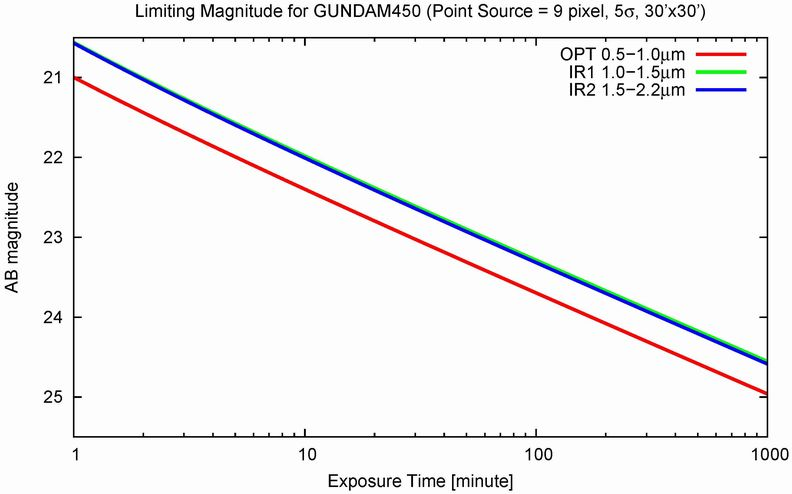 Limiting Magnitude for GUNDAM450 (Point Source = 9 pixel, 5σ, 30'x30')
OPT 0.5−1.0μm
IR1 1.0−1.5μm
IR2 1.5−2.2μm
21
22
23
24
25
AB magnitude
1 10 100 1000
Exposure Time [minute]